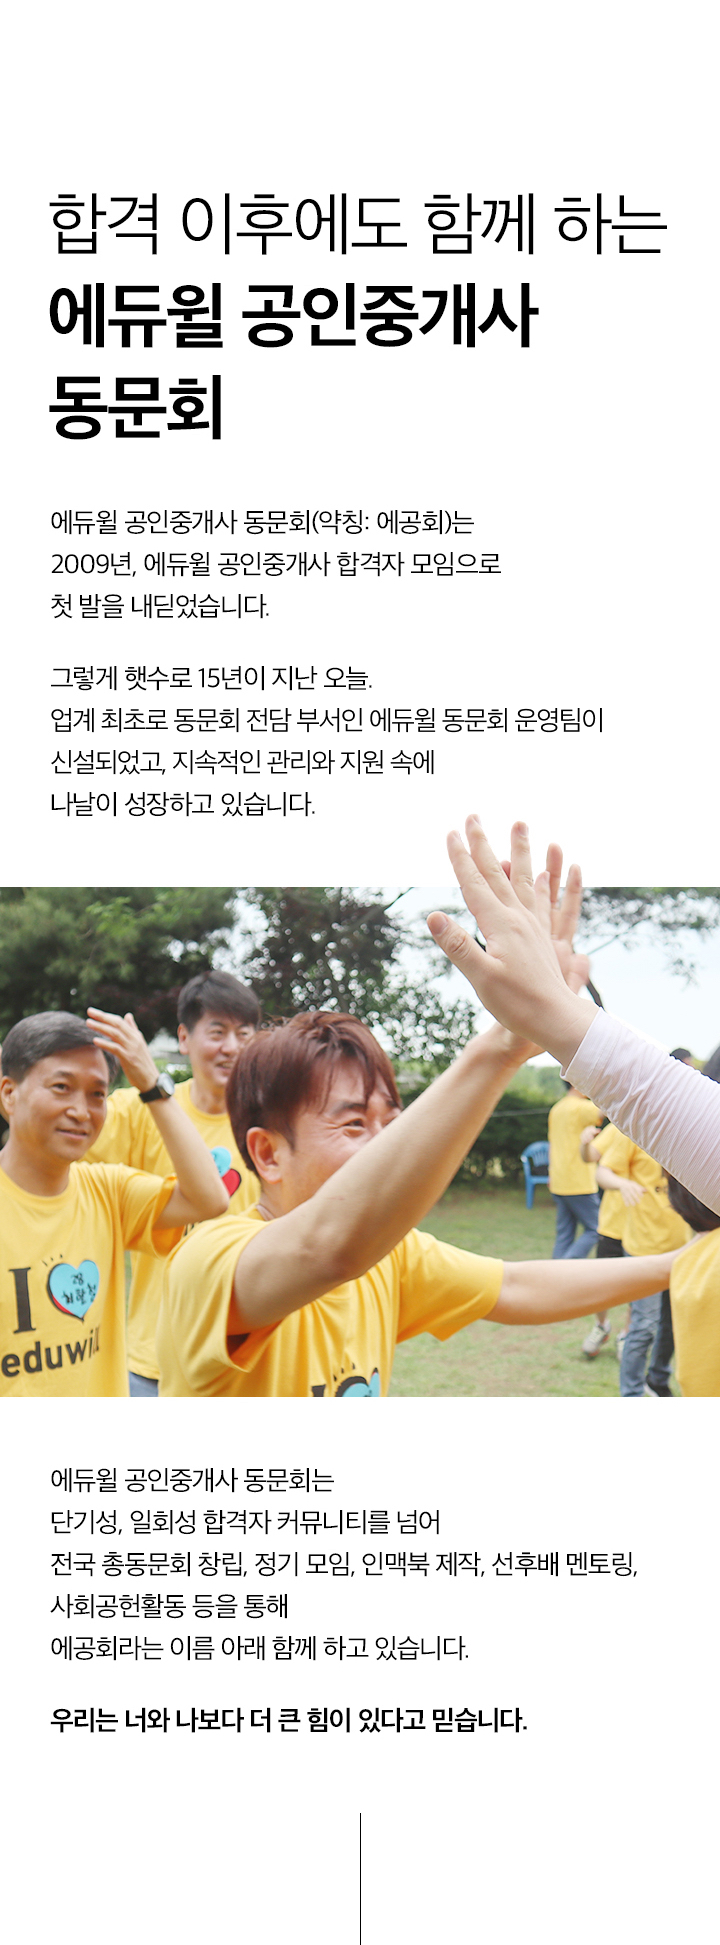 합격 이후에도 함께 하는
에듀윌 공인중개사
동문회
에듀윌 공인중개사 동문회(약칭: 에공회)는
2009년, 에듀윌 공인중개사 합격자 모임으로
첫 발을 내딛었습니다.
그렇게 햇수로 15년이 지난 오늘.
업계 최초로 동문회 전담 부서인 에듀윌 동문회 운영팀이
신설되었고, 지속적인 관리와 지원 속에
나날이 성장하고 있습니다.
I
eduwill
에듀윌 공인중개사 동문회는
단기성, 일회성 합격자 커뮤니티를 넘어
전국 총동문회 창립, 정기 모임, 인맥북 제작, 선후배 멘토링,
사회공헌활동 등을 통해
에공회라는 이름 아래 함께 하고 있습니다.
우리는 너와 나보다 더 큰 힘이 있다고 믿습니다.